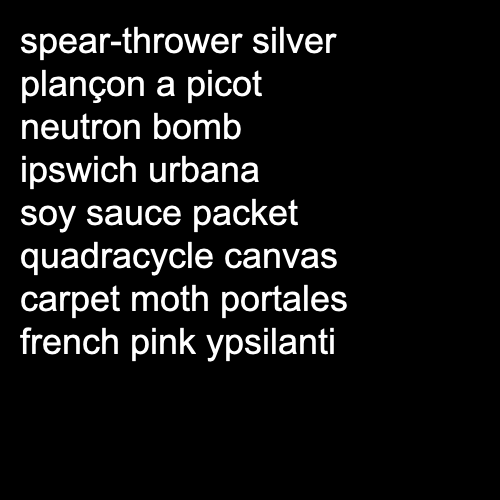 spear-thrower silver
plançon a picot
neutron bomb
ipswich urbana
soy sauce packet
quadracycle canvas
carpet moth portales
french pink ypsilanti